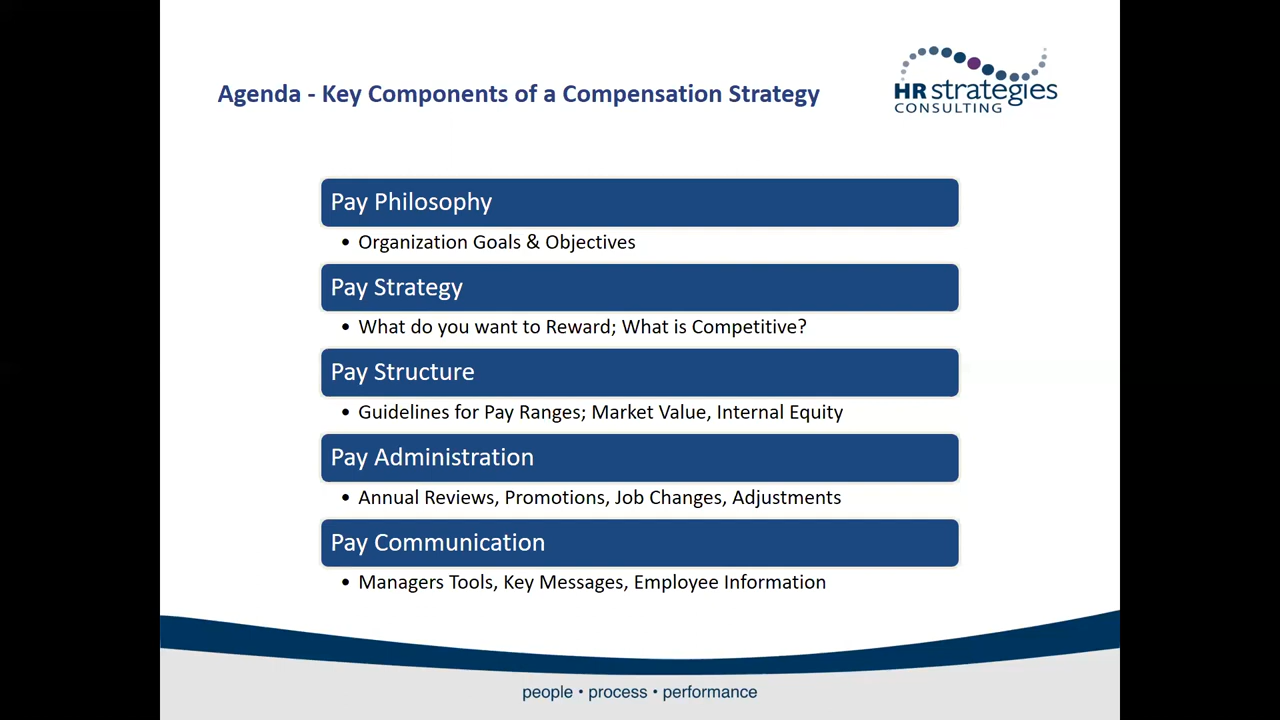 Agenda - Key Components of a Compensation Strategy
HR strategies
CONSULTING
Pay Philosophy
• Organization Goals & Objectives
Pay Strategy
• What do you want to Reward; What is Competitive?
Pay Structure
• Guidelines for Pay Ranges; Market Value, Internal Equity
Pay Administration
• Annual Reviews, Promotions, Job Changes, Adjustments
Pay Communication
• Managers Tools, Key Messages, Employee Information
people • process • performance